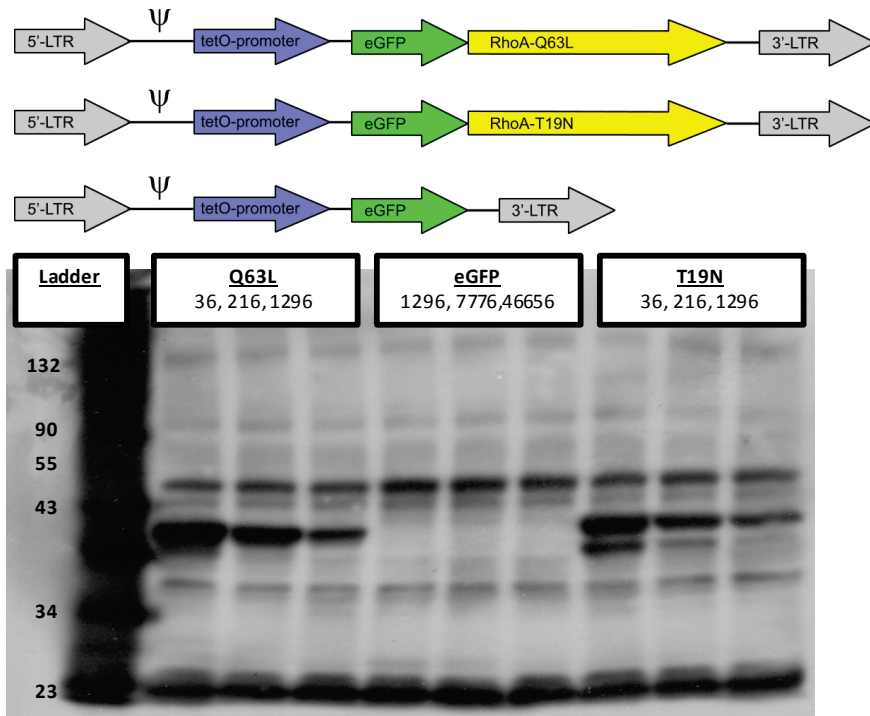 Ψ
5'-LTR tetO-promoter eGFP RhoA-Q63L 3'-LTR
Ψ
5'-LTR tetO-promoter eGFP RhoA-T19N 3'-LTR
Ψ
5'-LTR tetO-promoter eGFP 3'-LTR
Ladder Q63L eGFP T19N
36, 216, 1296 1296, 7776,46656 36, 216, 1296
132
90
55
43
34
23